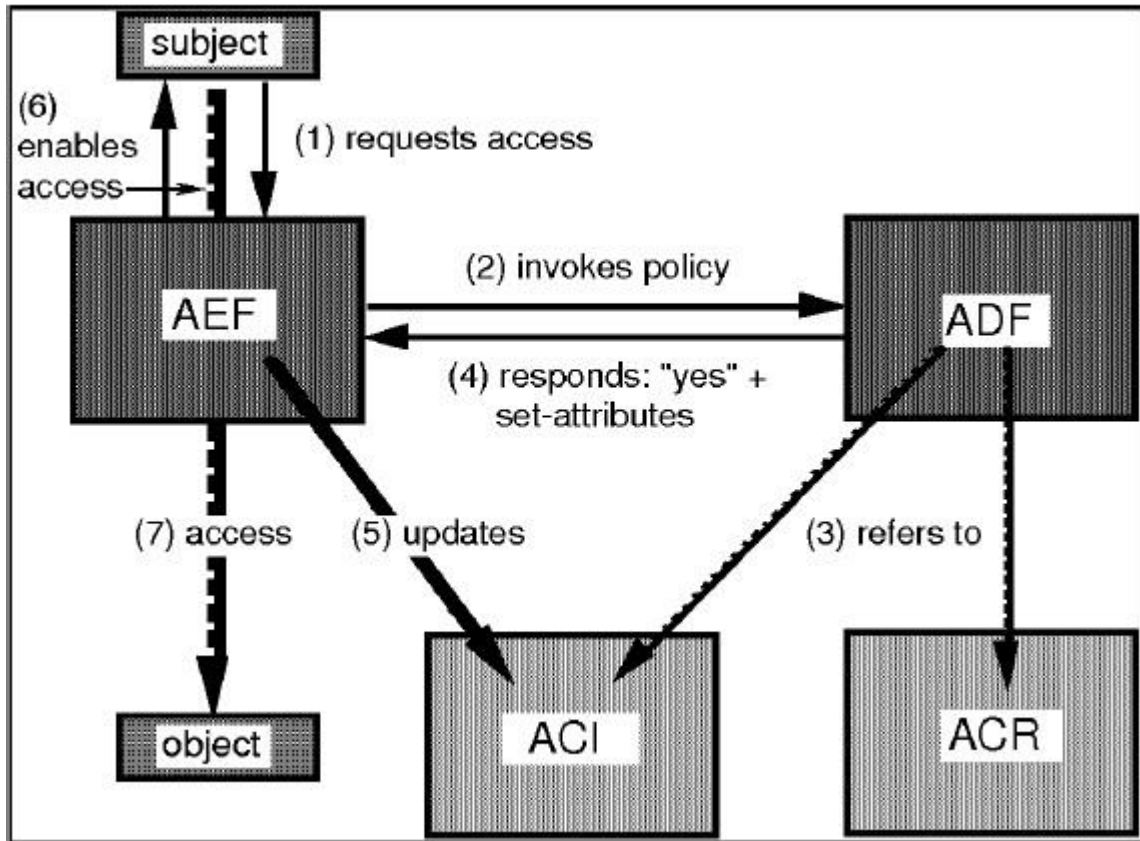 subject
(6)
enables
access
(1) requests access
(2) invokes policy
AEF
ADF
(4) responds: "yes" +
set-attributes
(7) access
(5) updates
(3) refers to
object
ACI
ACR